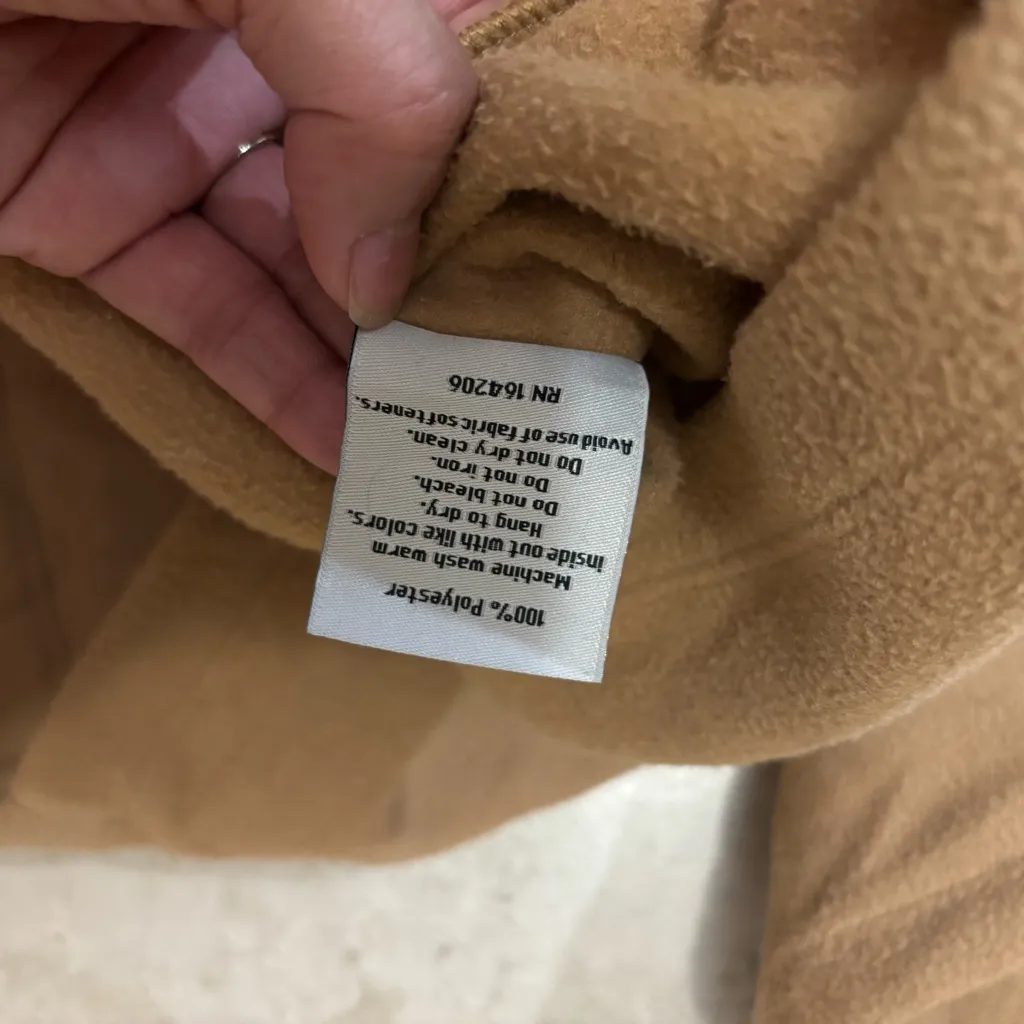 100% Polyester
Machine wash warm
inside out with like colors.
Hang to dry.
Do not bleach.
Do not iron.
Do not dry clean.
Avoid use of fabric softeners.
RN 164206